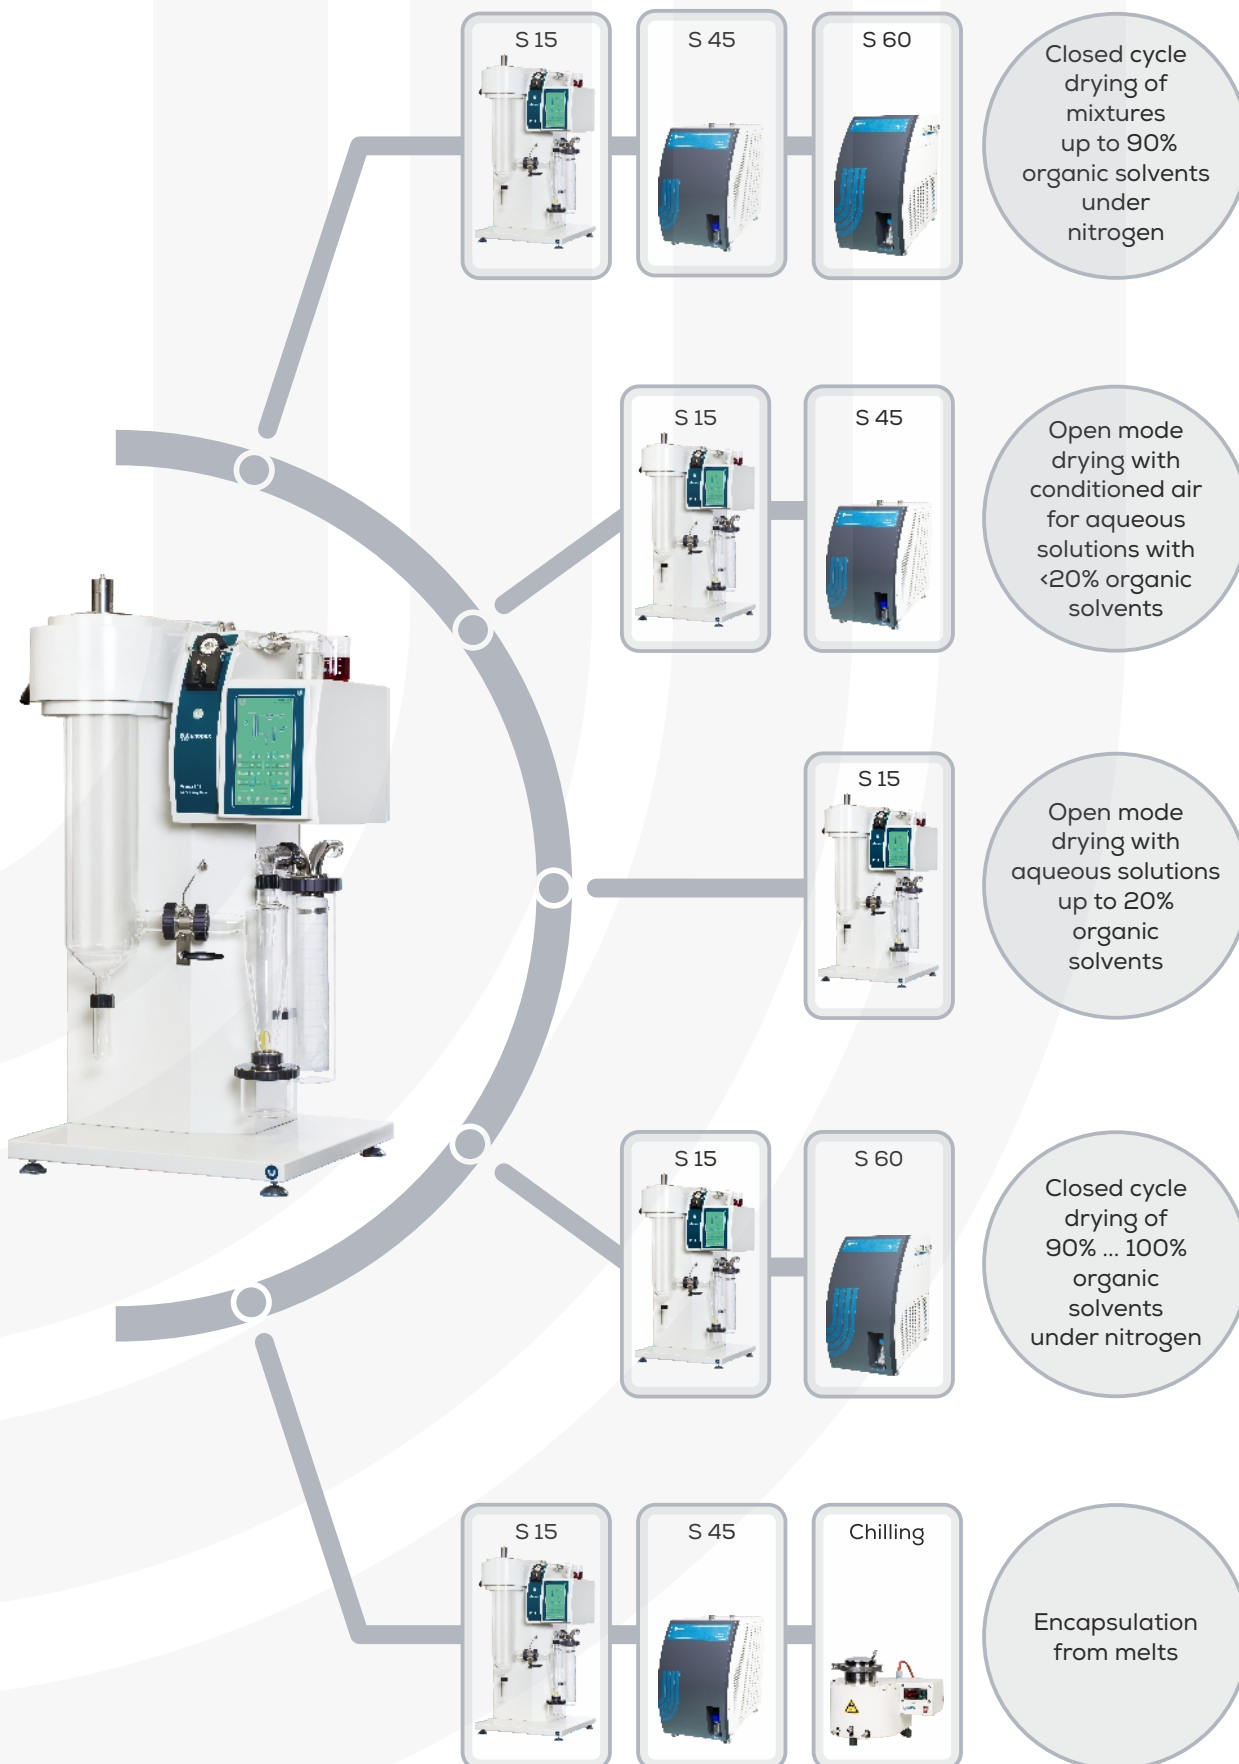 S 15
S 45
S 60
Closed cycle
drying of
mixtures
up to 90%
organic solvents
under
nitrogen
S 15
S 45
Open mode
drying with
conditioned air
for aqueous
solutions with
<20% organic
solvents
S 15
Open mode
drying with
aqueous solutions
up to 20%
organic
solvents
S 15
S 60
Closed cycle
drying of
90% ... 100%
organic
solvents
under nitrogen
S 15
S 45
Chilling
Encapsulation
from melts